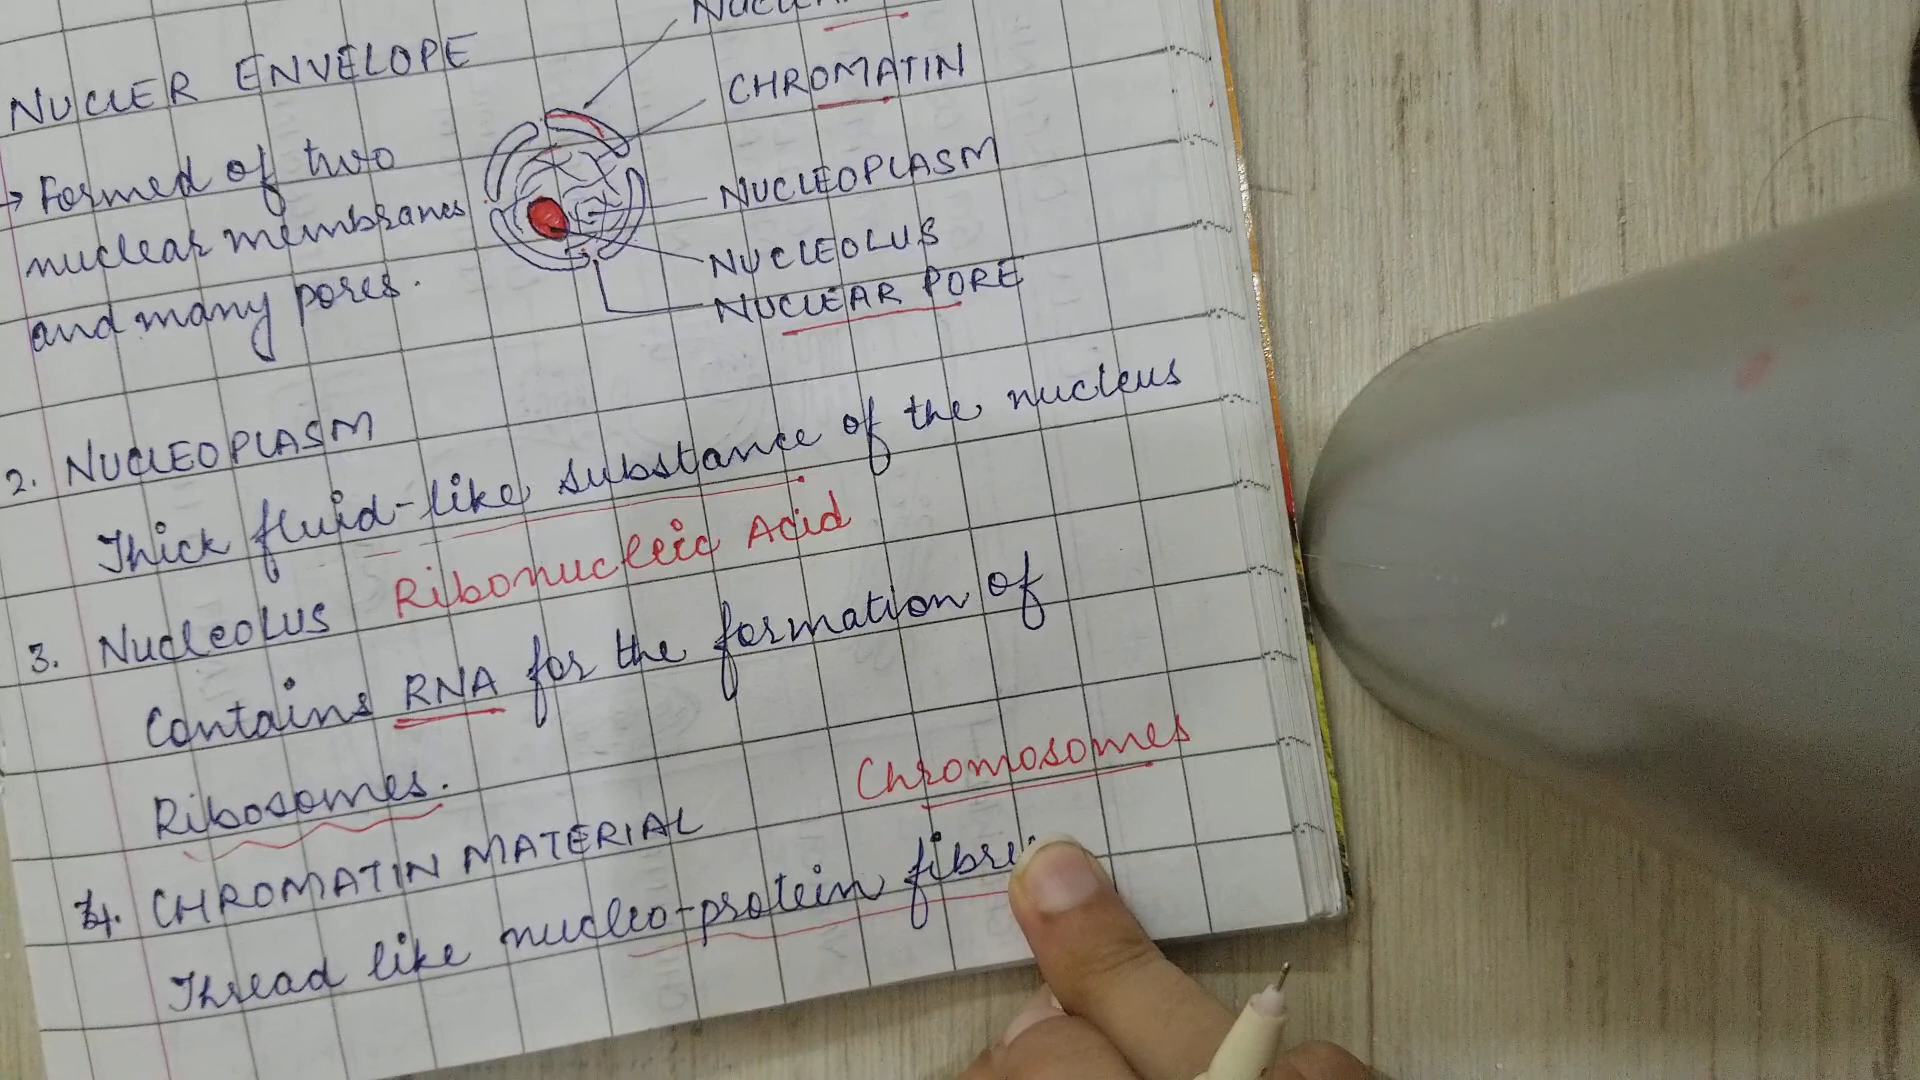 NUCLER ENVELOPE
→ Formed of two
nuclear membranes
and many pores.
CHROMATIN
NUCLEOPLASM
NUCLEOLUS
NUCLEAR PORE
2. NUCLEOPLASM
Thick fluid-like substance of the nucleus
Ribonucleic Acid
3. Nucleolus
Contains RNA for the formation of
Ribosomes.
Chromosomes
4. CHROMATIN MATERIAL
Thread like nucleo-protein